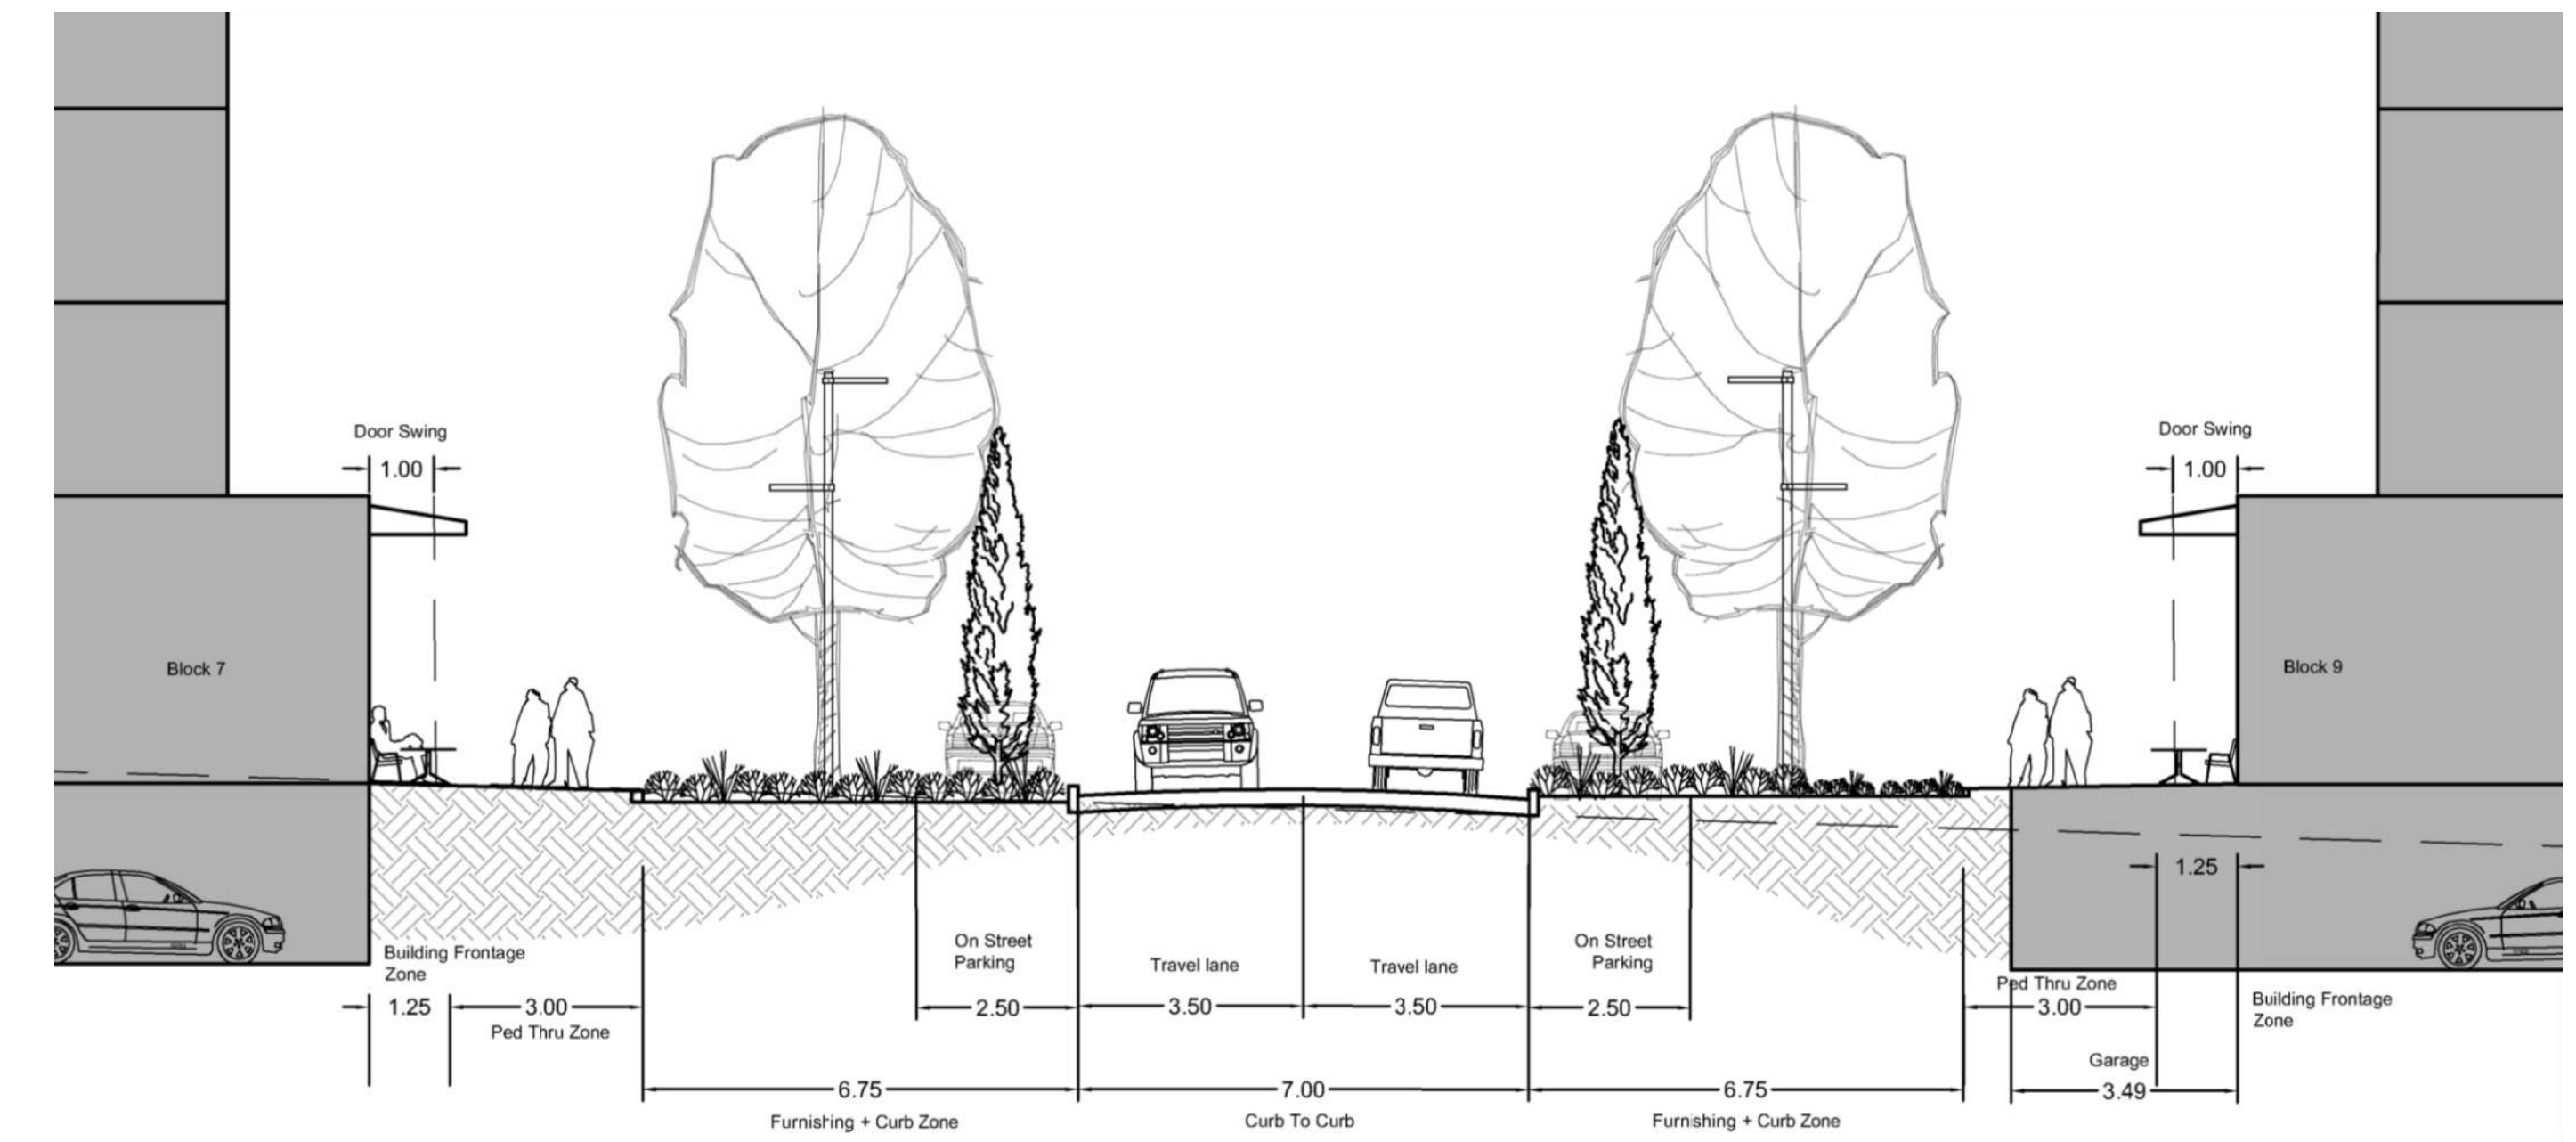 Door Swing
1.00
Door Swing
1.00
Block 7
Block 9
1.25
Building Frontage
Zone
On Street
Parking
Travel lane
Travel lane
On Street
Parking
Ped Thru Zone
Building Frontage
Zone
1.25
3.00
Ped Thru Zone
2.50
3.50
3.50
2.50
3.00
Garage
6.75
Furnishing + Curb Zone
7.00
Curb To Curb
6.75
Furnishing + Curb Zone
3.49